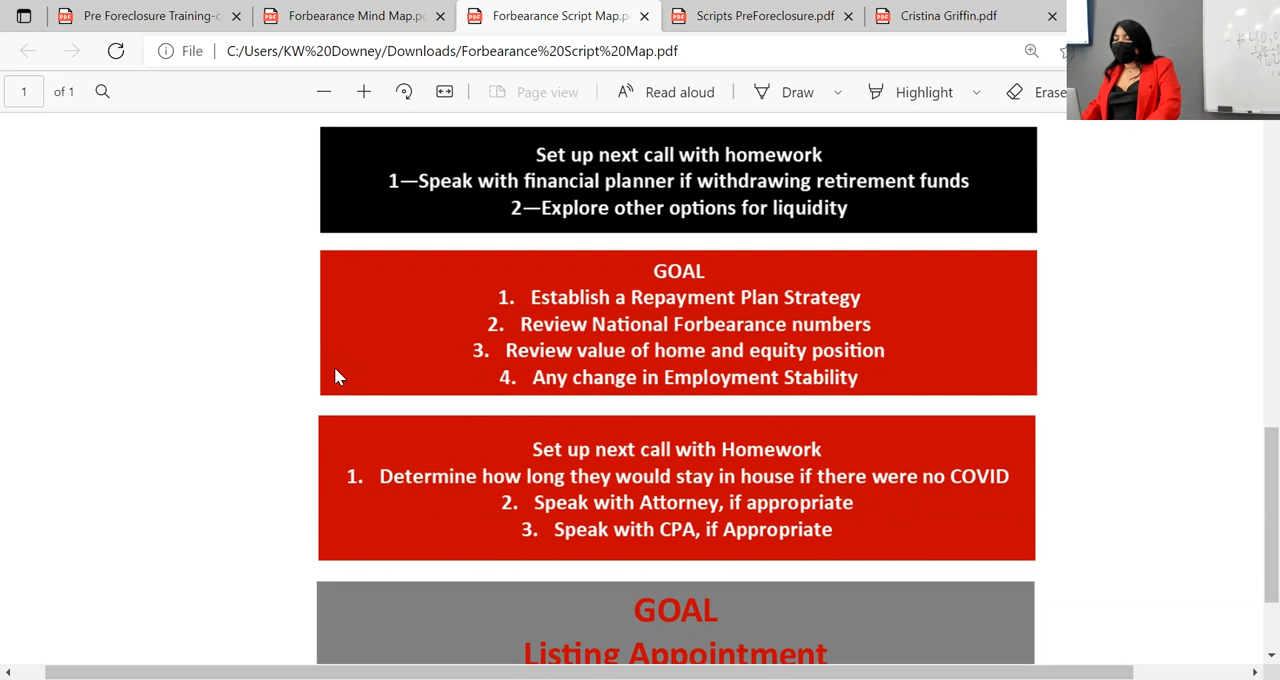 Pre Foreclosure Training-c
Forbearance Mind Map.p
Forbearance Script Map.p
Scripts PreForeclosure.pdf
Cristina Griffin.pdf
File
C:/Users/KW%20Downey/Downloads/Forbearance%20Script%20Map.pdf
1 of 1
Page view
Read aloud
Draw
Highlight
Erase
Set up next call with homework
1—Speak with financial planner if withdrawing retirement funds
2—Explore other options for liquidity
GOAL
1. Establish a Repayment Plan Strategy
2. Review National Forbearance numbers
3. Review value of home and equity position
4. Any change in Employment Stability
Set up next call with Homework
1. Determine how long they would stay in house if there were no COVID
2. Speak with Attorney, if appropriate
3. Speak with CPA, if Appropriate
GOAL
Listing Appointment